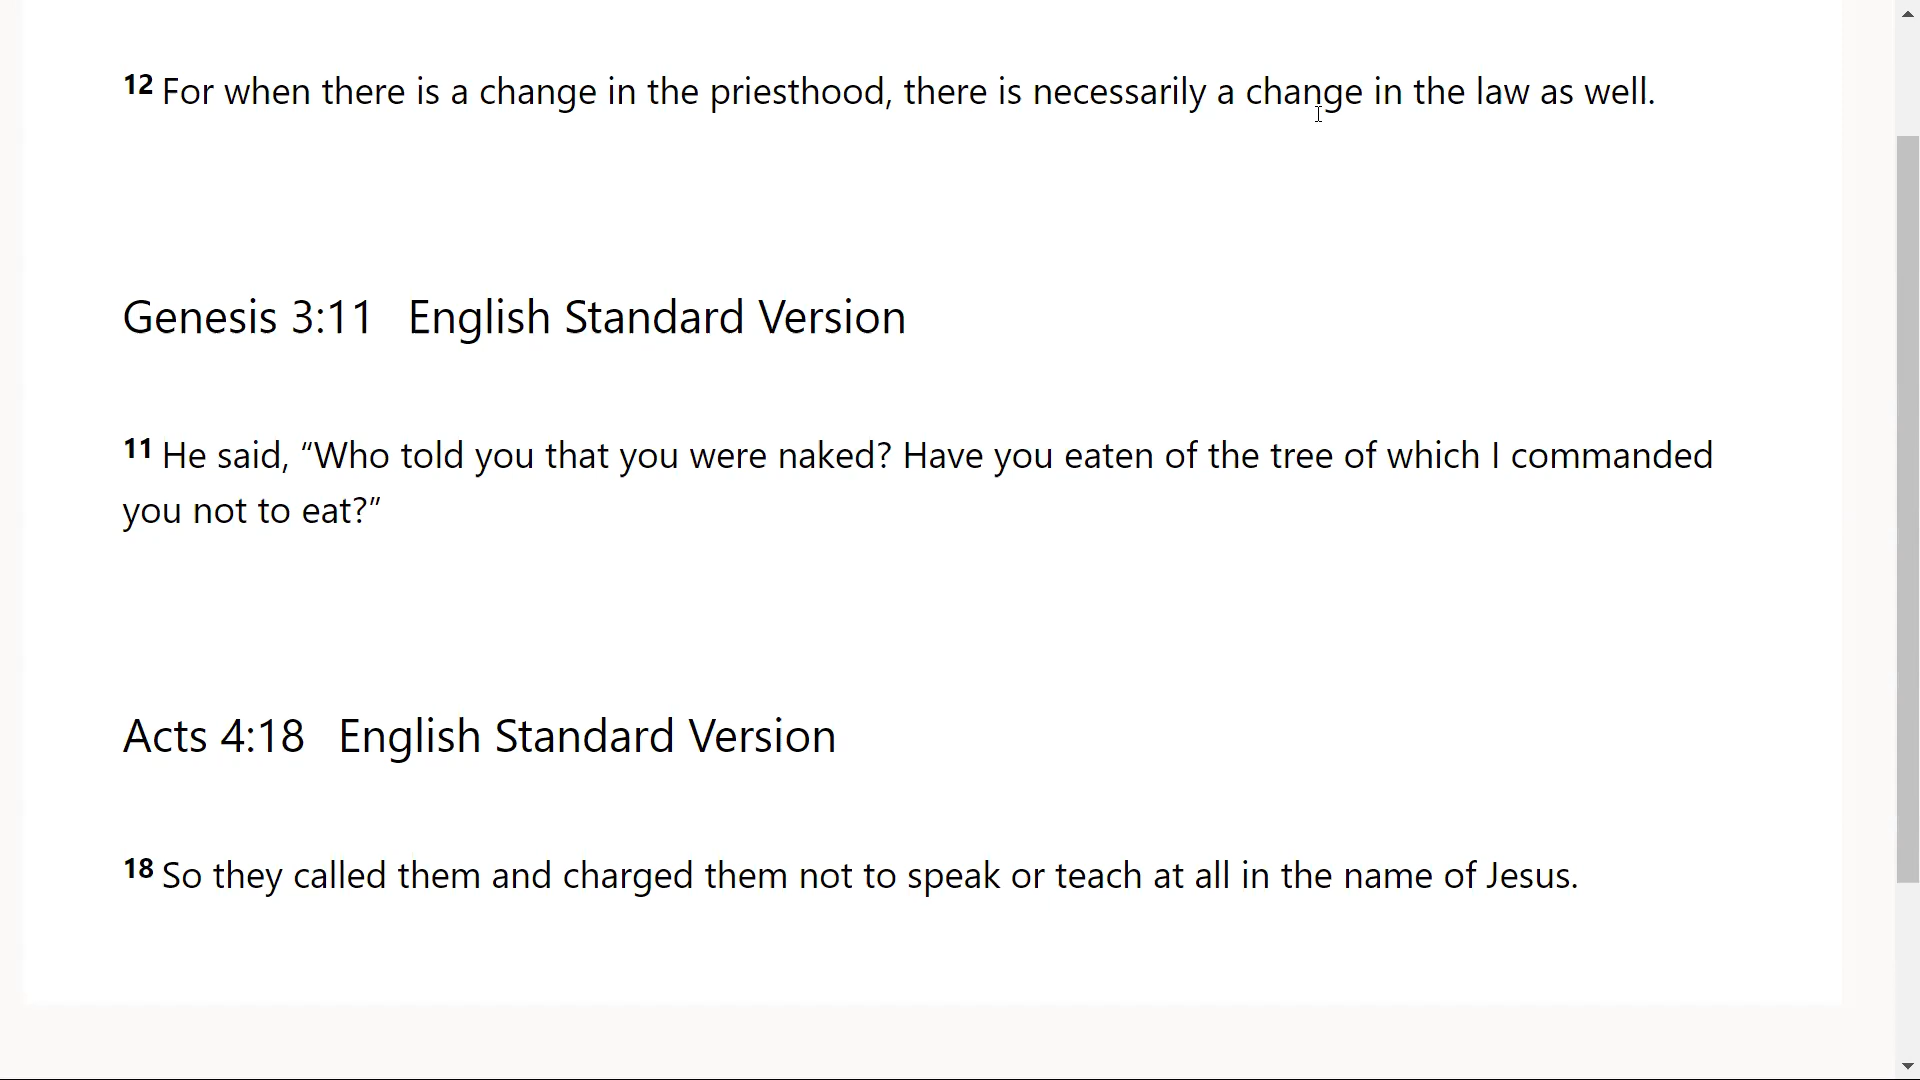 12 For when there is a change in the priesthood, there is necessarily a change in the law as well.
Genesis 3:11 English Standard Version
11 He said, “Who told you that you were naked? Have you eaten of the tree of which I commanded
you not to eat?”
Acts 4:18 English Standard Version
18 So they called them and charged them not to speak or teach at all in the name of Jesus.